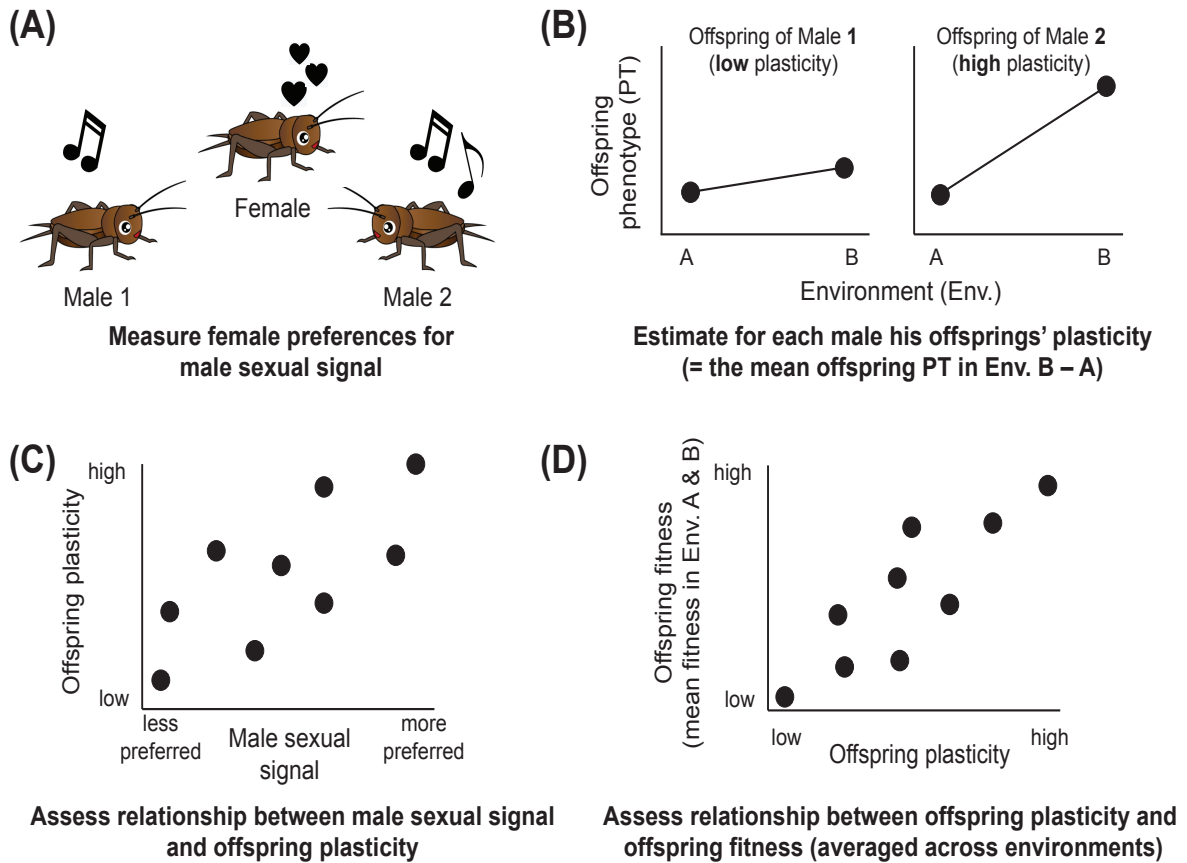 (A)
Female
Male 1
Male 2
Measure female preferences for
male sexual signal
(B)
Offspring of Male 1
(low plasticity)
Offspring of Male 2
(high plasticity)
Offspring
phenotype (PT)
A
B
A
B
Environment (Env.)
Estimate for each male his offsprings’ plasticity
(= the mean offspring PT in Env. B – A)
(C)
high
Offspring plasticity
low
less
preferred
Male sexual
signal
more
preferred
Assess relationship between male sexual signal
and offspring plasticity
(D)
high
Offspring fitness
(mean fitness in Env. A & B)
low
low
Offspring plasticity
high
Assess relationship between offspring plasticity and
offspring fitness (averaged across environments)